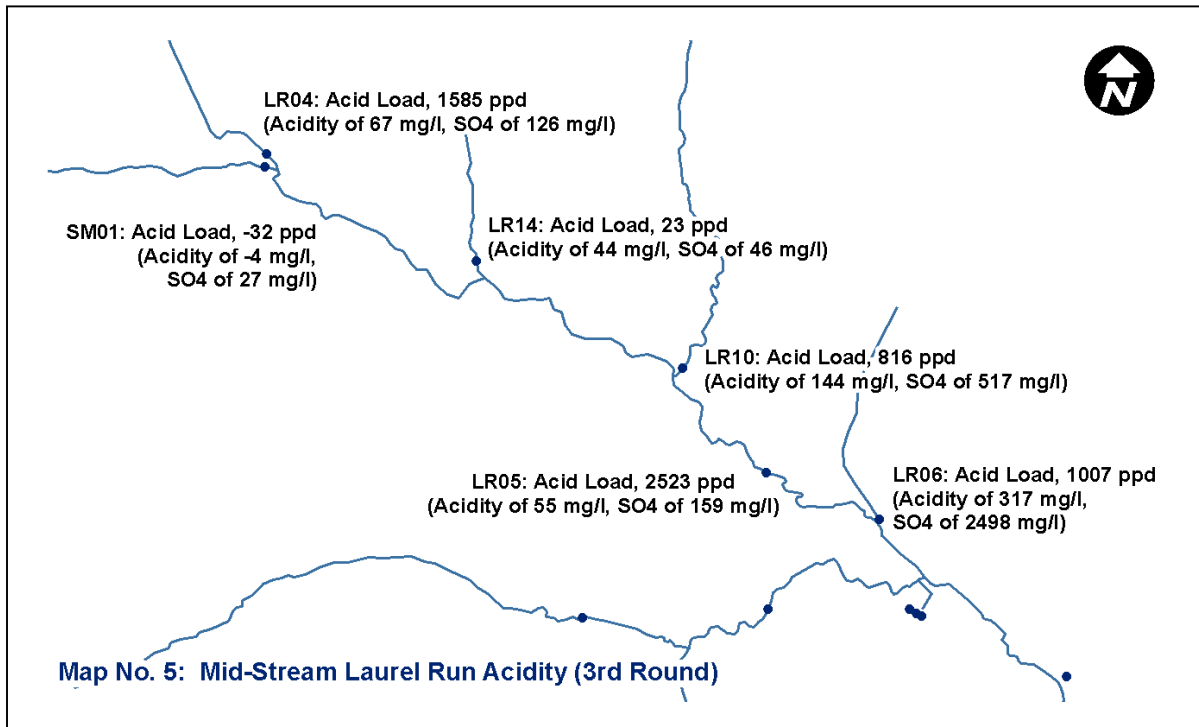 N
LR04: Acid Load, 1585 ppd
(Acidity of 67 mg/l, SO4 of 126 mg/l)
SM01: Acid Load, -32 ppd
(Acidity of -4 mg/l,
SO4 of 27 mg/l)
LR14: Acid Load, 23 ppd
(Acidity of 44 mg/l, SO4 of 46 mg/l)
LR10: Acid Load, 816 ppd
(Acidity of 144 mg/l, SO4 of 517 mg/l)
LR05: Acid Load, 2523 ppd
(Acidity of 55 mg/l, SO4 of 159 mg/l)
LR06: Acid Load, 1007 ppd
(Acidity of 317 mg/l,
SO4 of 2498 mg/l)
Map No. 5: Mid-Stream Laurel Run Acidity (3rd Round)